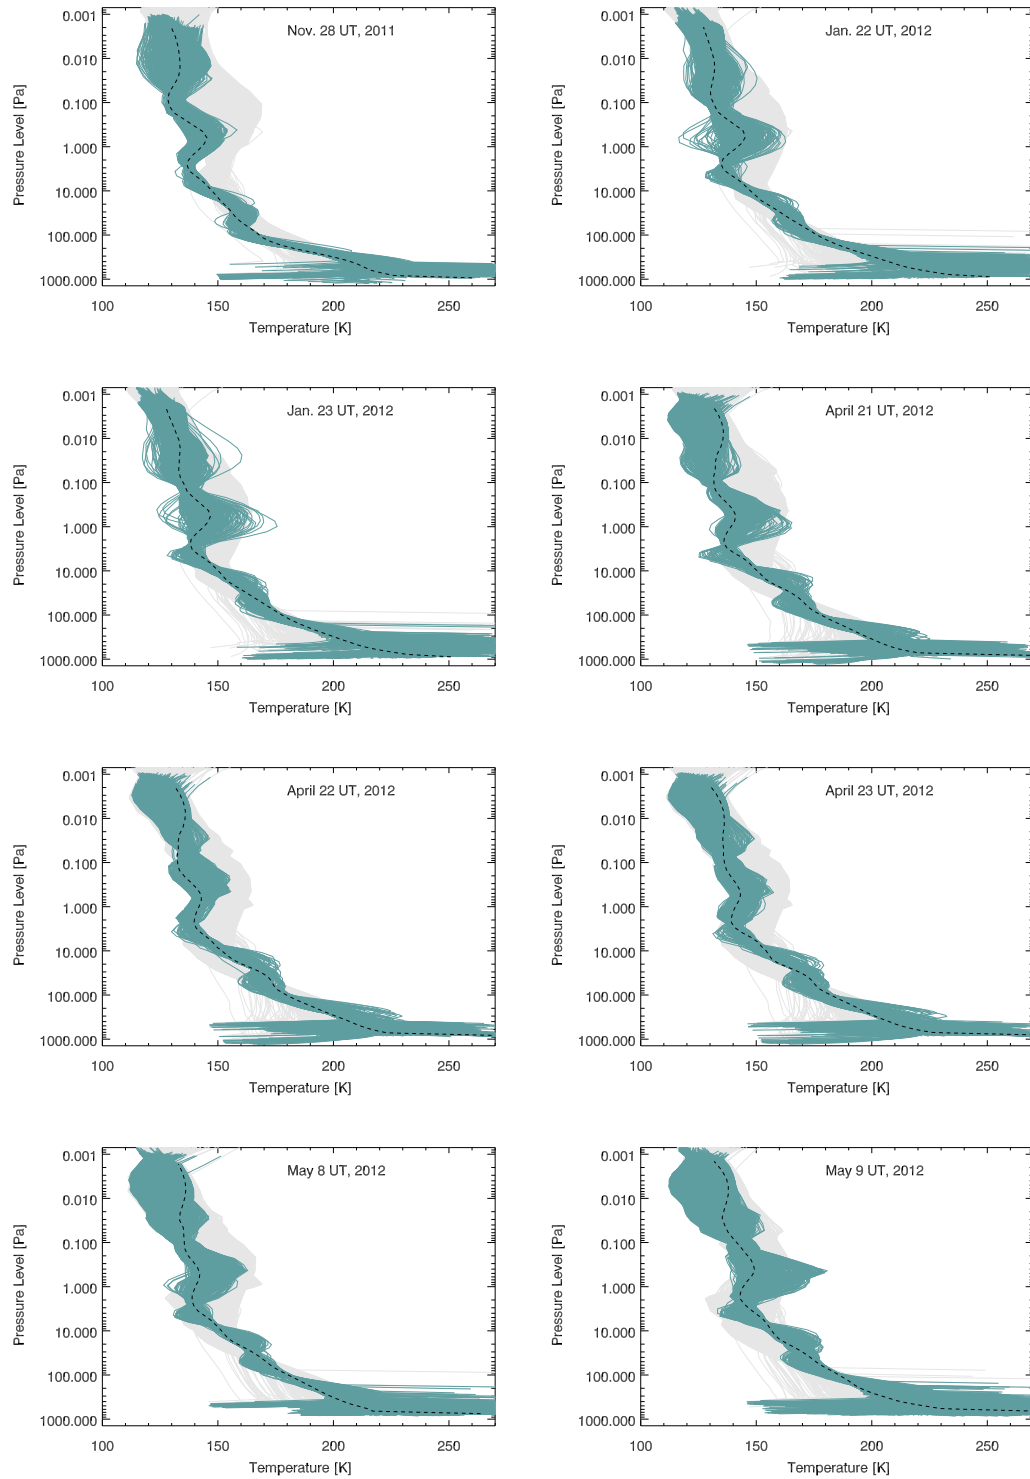 Nov. 28 UT, 2011
Pressure Level [Pa]
0.001
0.010
0.100
1.000
10.000
100.000
1000.000
100 150 200 250
Temperature [K]
Jan. 22 UT, 2012
Pressure Level [Pa]
0.001
0.010
0.100
1.000
10.000
100.000
1000.000
100 150 200 250
Temperature [K]
Jan. 23 UT, 2012
Pressure Level [Pa]
0.001
0.010
0.100
1.000
10.000
100.000
1000.000
100 150 200 250
Temperature [K]
April 21 UT, 2012
Pressure Level [Pa]
0.001
0.010
0.100
1.000
10.000
100.000
1000.000
100 150 200 250
Temperature [K]
April 22 UT, 2012
Pressure Level [Pa]
0.001
0.010
0.100
1.000
10.000
100.000
1000.000
100 150 200 250
Temperature [K]
April 23 UT, 2012
Pressure Level [Pa]
0.001
0.010
0.100
1.000
10.000
100.000
1000.000
100 150 200 250
Temperature [K]
May 8 UT, 2012
Pressure Level [Pa]
0.001
0.010
0.100
1.000
10.000
100.000
1000.000
100 150 200 250
Temperature [K]
May 9 UT, 2012
Pressure Level [Pa]
0.001
0.010
0.100
1.000
10.000
100.000
1000.000
100 150 200 250
Temperature [K]